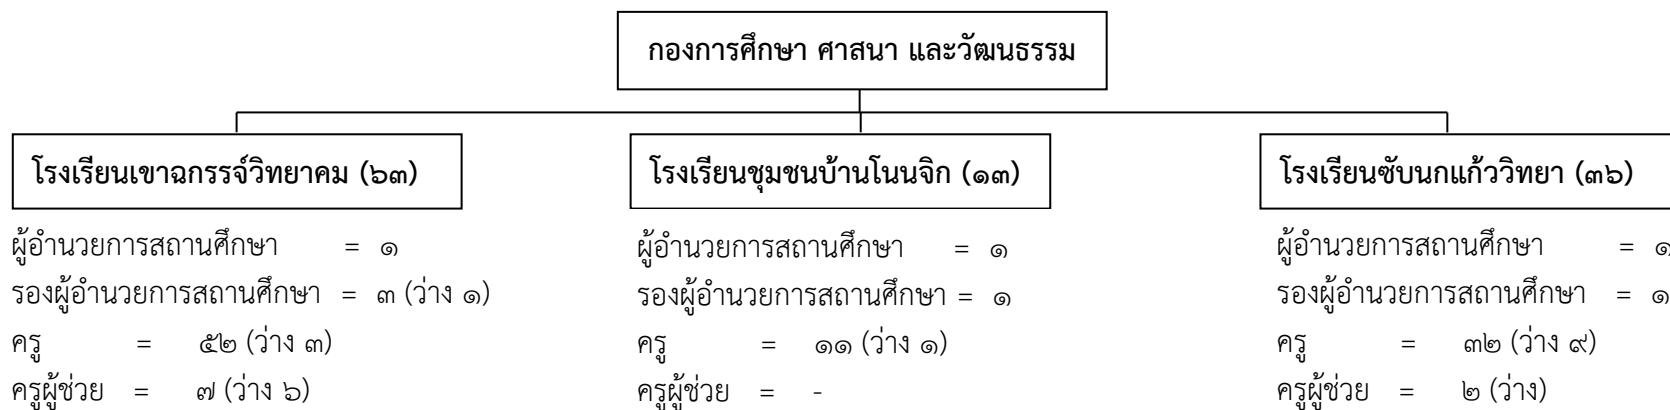 กองการศึกษา ศาสนา และวัฒนธรรม
โรงเรียนเขาฉกรรจ์วิทยาคม (๖๓)
ผู้อำนวยการสถานศึกษา = ๑
รองผู้อำนวยการสถานศึกษา = ๓ (ว่าง ๑)
ครู = ๕๒ (ว่าง ๓)
ครูผู้ช่วย = ๗ (ว่าง ๖)
โรงเรียนชุมชนบ้านโนนจิก (๑๓)
ผู้อำนวยการสถานศึกษา = ๑
รองผู้อำนวยการสถานศึกษา = ๑
ครู = ๑๑ (ว่าง ๑)
ครูผู้ช่วย = -
โรงเรียนซับนกแก้ววิทยา (๓๖)
ผู้อำนวยการสถานศึกษา = ๑
รองผู้อำนวยการสถานศึกษา = ๑
ครู = ๓๒ (ว่าง ๙)
ครูผู้ช่วย = ๒ (ว่าง)